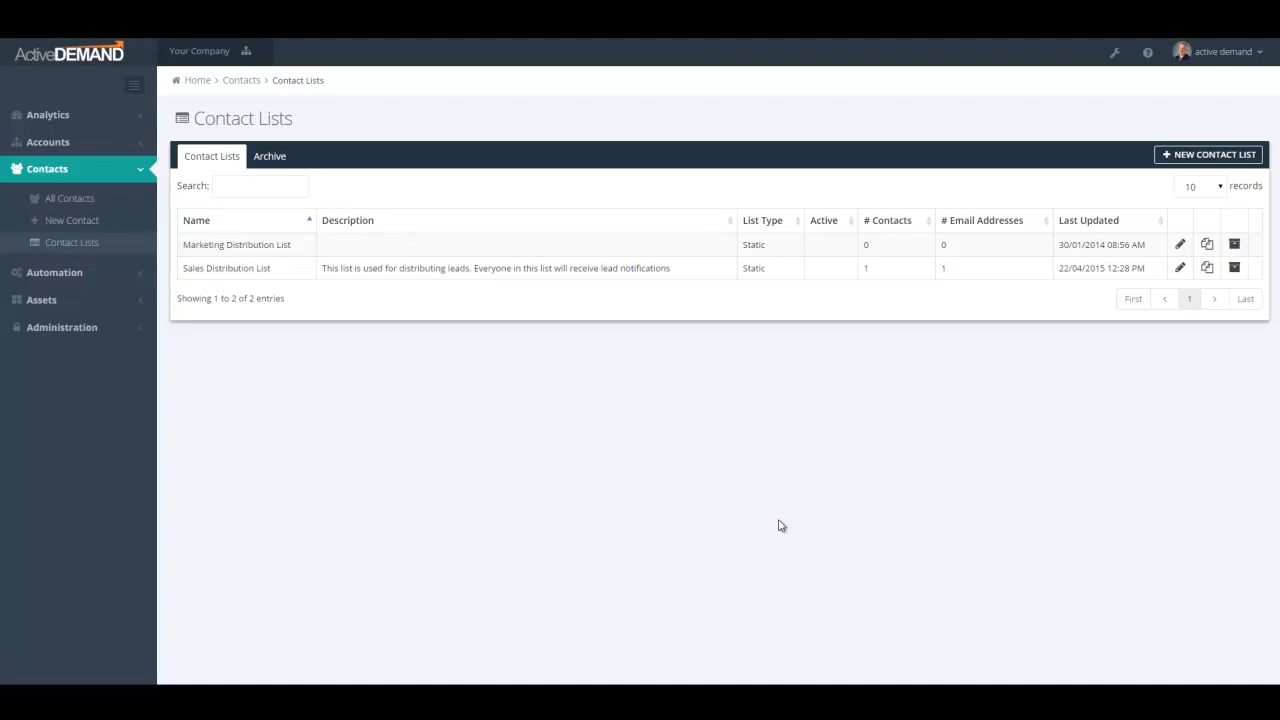 ActiveDEMAND
Your Company
active demand
Home > Contacts > Contact Lists
Analytics
Accounts
Contacts
All Contacts
New Contact
Contact Lists
Automation
Assets
Administration
Contact Lists
Contact Lists Archive
+ NEW CONTACT LIST
Search:
10 records
Name Description List Type Active # Contacts # Email Addresses Last Updated
Marketing Distribution List Static 0 0 30/01/2014 08:56 AM
Sales Distribution List This list is used for distributing leads. Everyone in this list will receive lead notifications Static 1 1 22/04/2015 12:28 PM
Showing 1 to 2 of 2 entries
First < 1 > Last